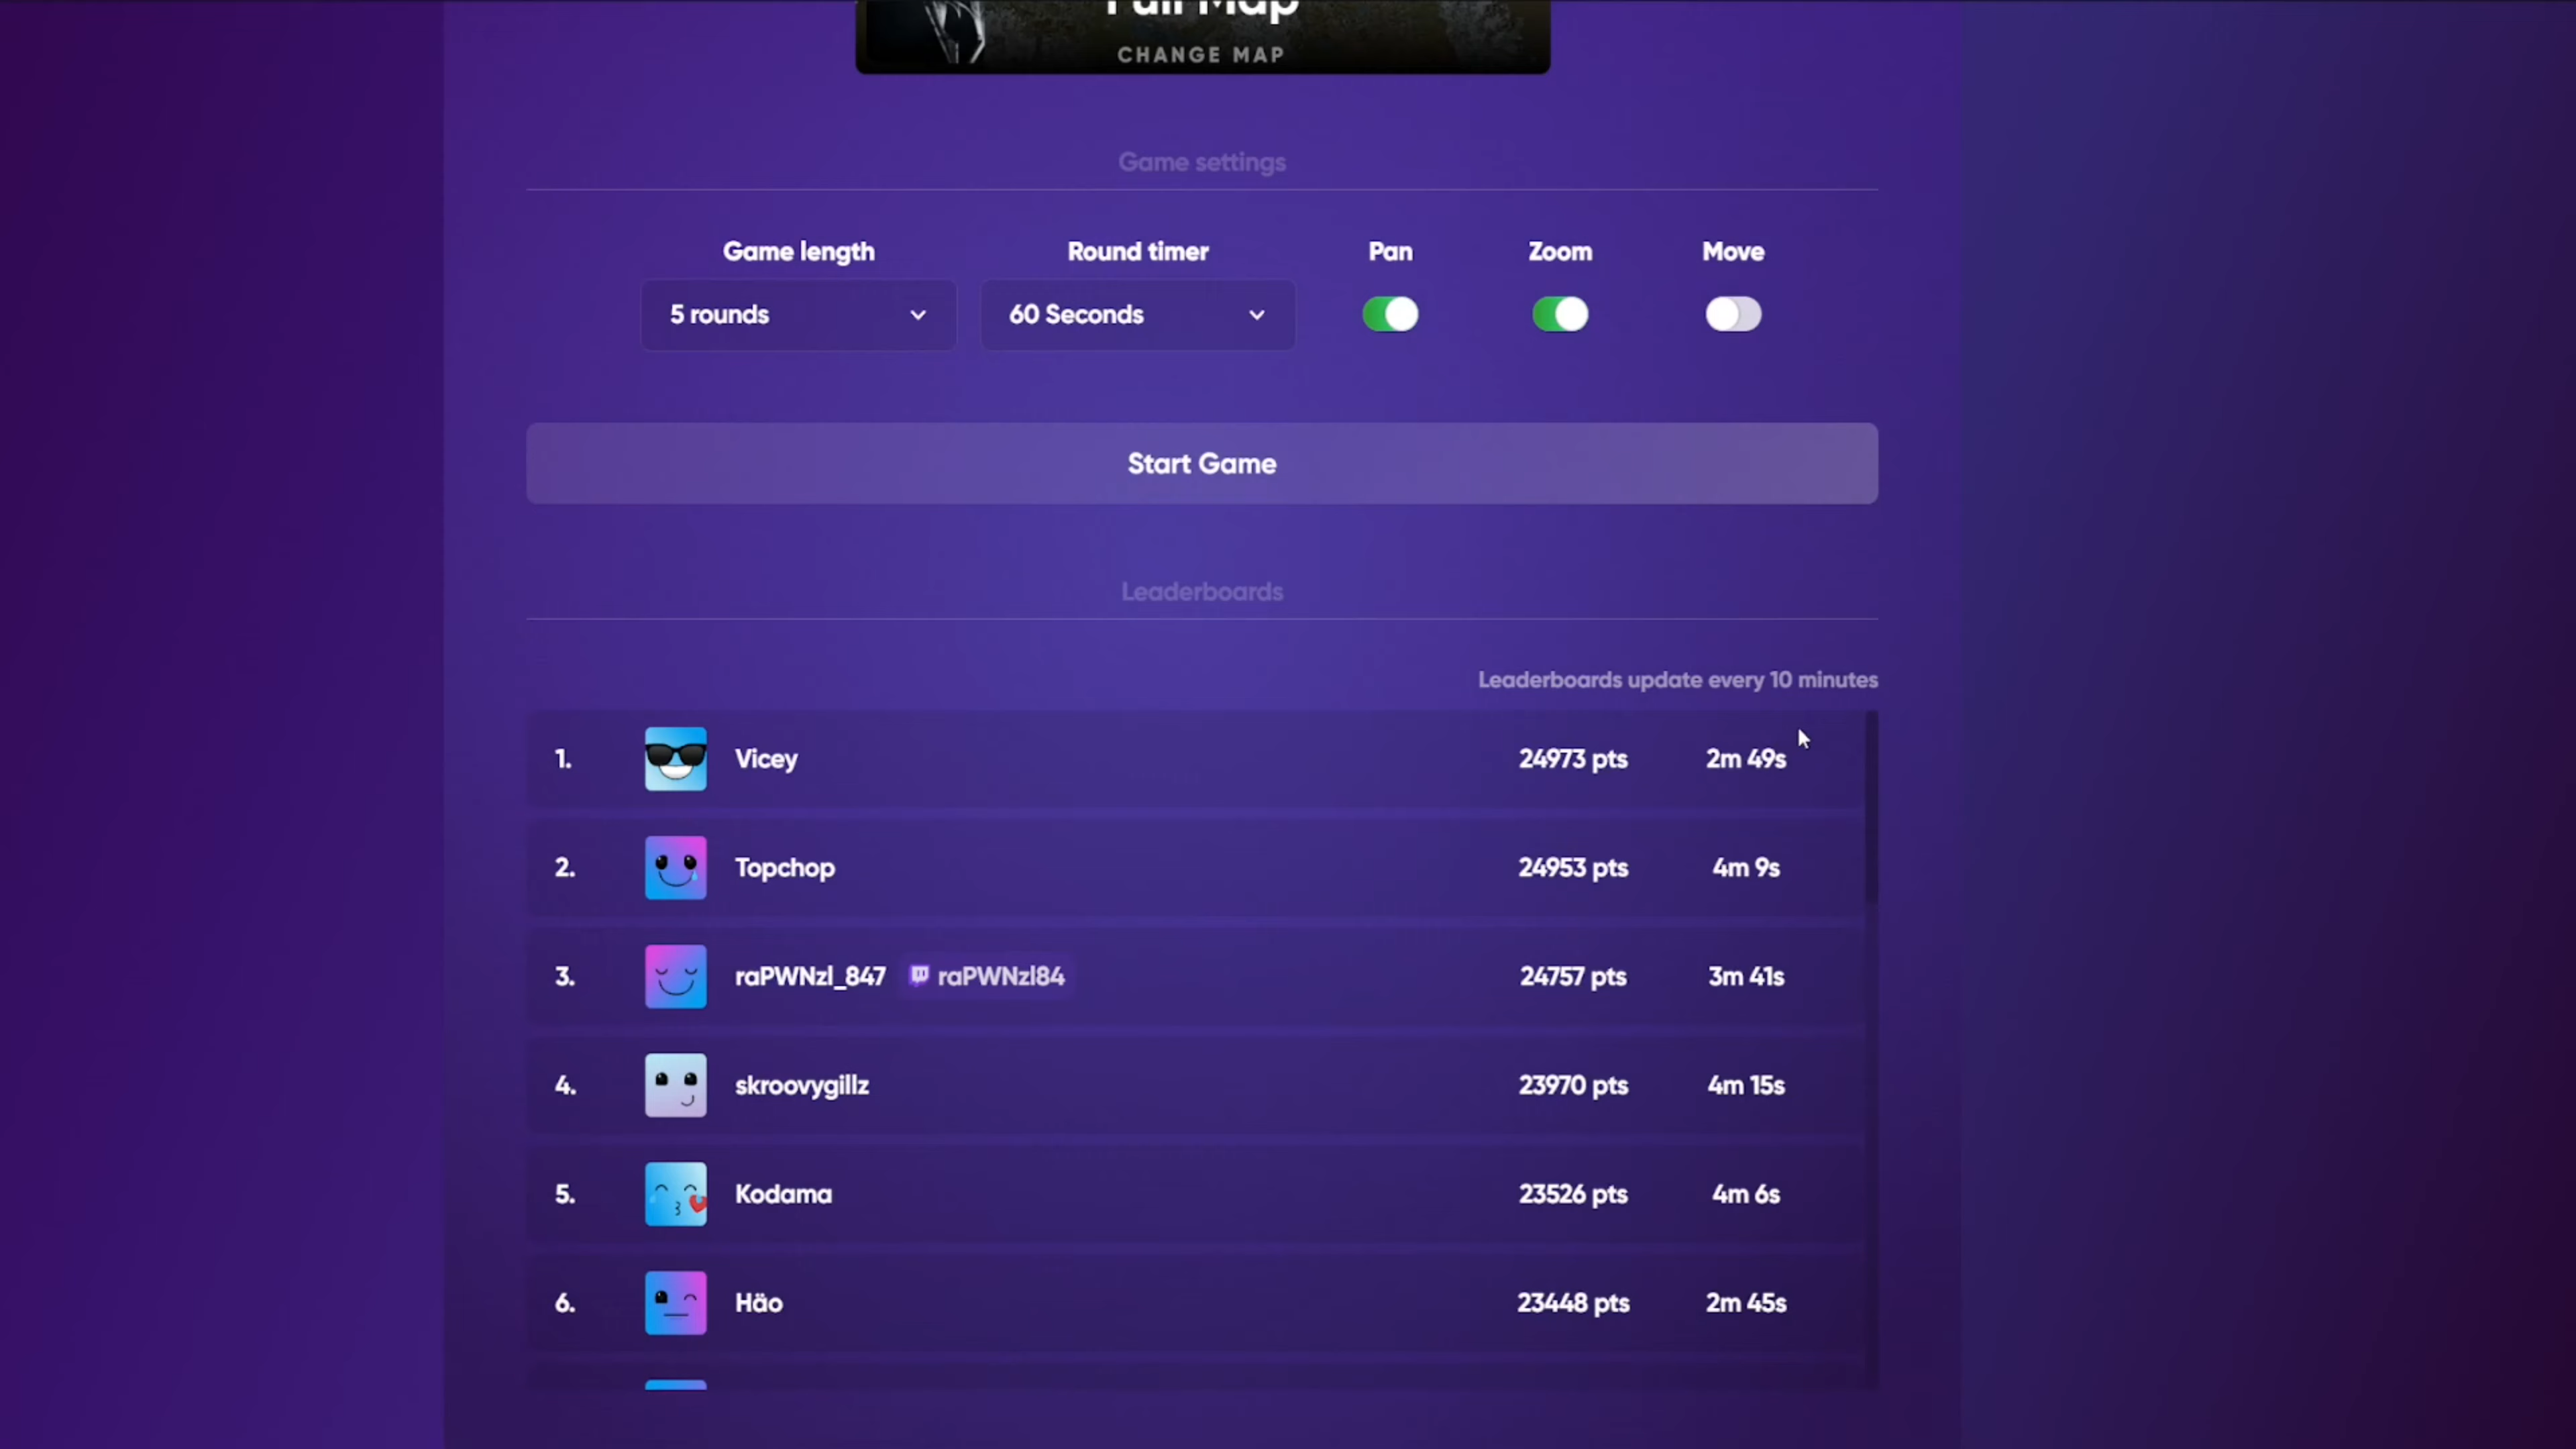 Full Map
CHANGE MAP
Game settings
Game length Round timer Pan Zoom Move
5 rounds 60 Seconds
Start Game
Leaderboards
Leaderboards update every 10 minutes
1. Vicey 24973 pts 2m 49s
2. Topchop 24953 pts 4m 9s
3. raPWNzl_847 raPWNzl84 24757 pts 3m 41s
4. skroovygillz 23970 pts 4m 15s
5. Kodama 23526 pts 4m 6s
6. Häo 23448 pts 2m 45s